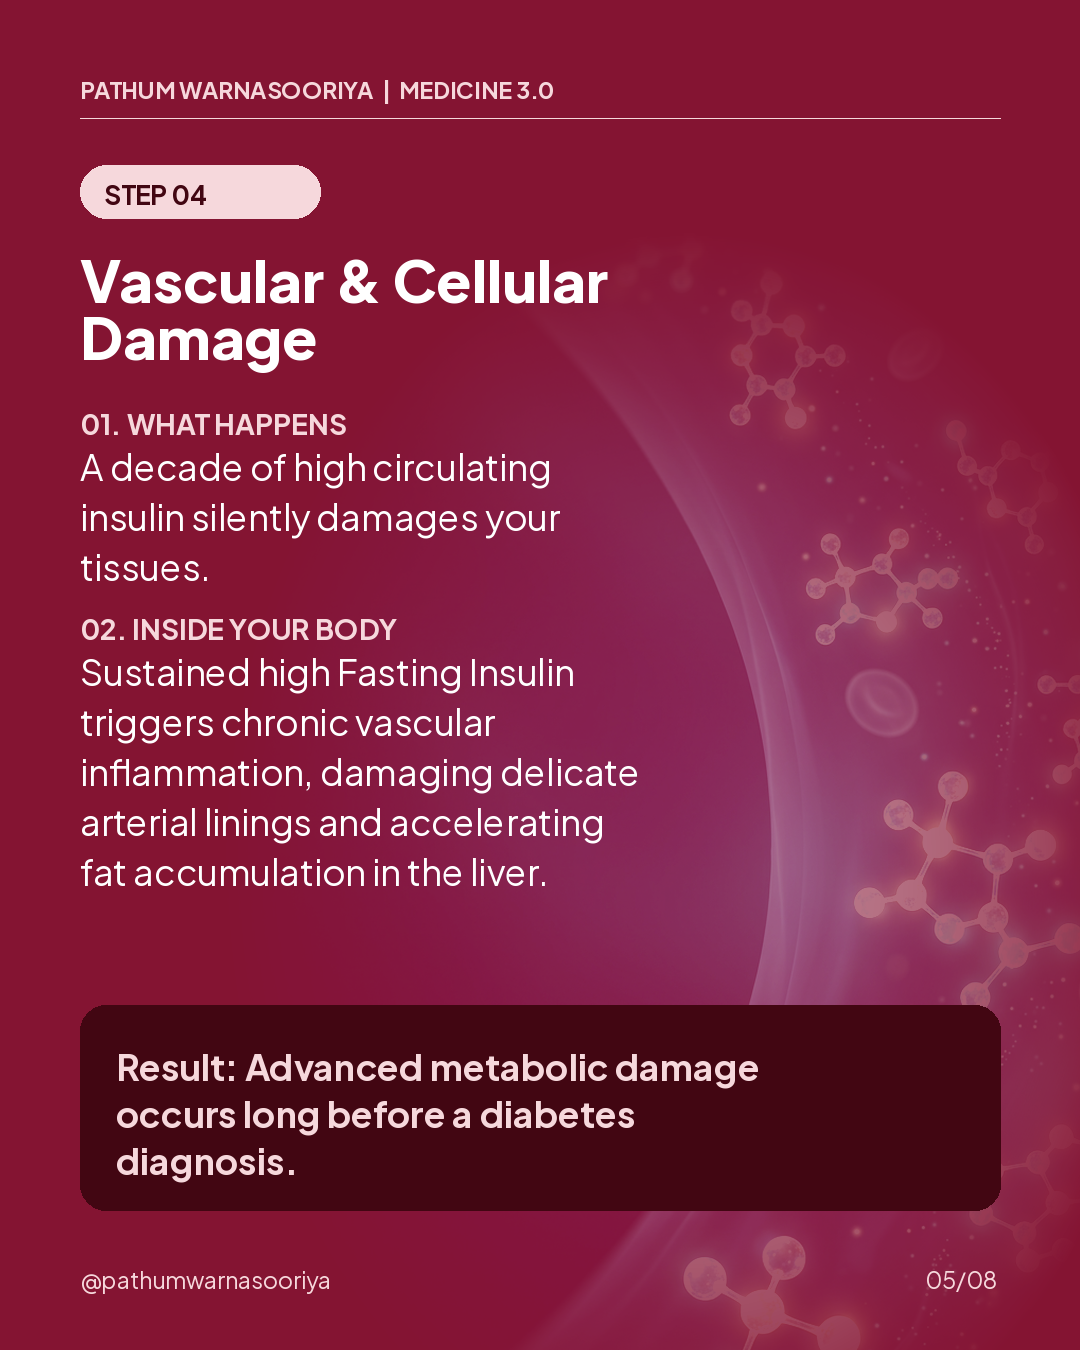 PATHUM WARNASOORIYA | MEDICINE 3.0
STEP 04
Vascular & Cellular
Damage
01. WHAT HAPPENS
A decade of high circulating
insulin silently damages your
tissues.
02. INSIDE YOUR BODY
Sustained high Fasting Insulin
triggers chronic vascular
inflammation, damaging delicate
arterial linings and accelerating
fat accumulation in the liver.
Result: Advanced metabolic damage
occurs long before a diabetes
diagnosis.
@pathumwarnasooriya
05/08